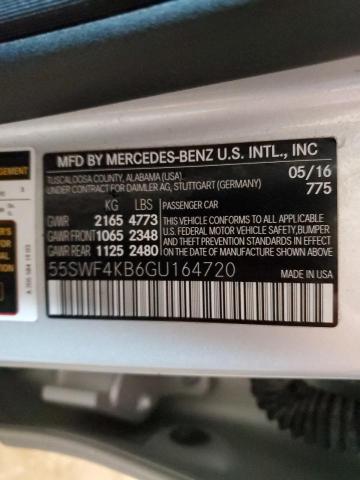 MFD BY MERCEDES-BENZ U.S. INTL., INC
TUSCALOOSA COUNTY, ALABAMA (USA) 05/16
UNDER CONTRACT FOR DAIMLER AG, STUTTGART (GERMANY) 775
KG LBS PASSENGER CAR
GVWR 2165 4773 THIS VEHICLE CONFORMS TO ALL APPLICABLE
GAWR FRONT 1065 2348 U.S. FEDERAL MOTOR VEHICLE SAFETY,BUMPER
GAWR REAR 1125 2480 AND THEFT PREVENTION STANDARDS IN EFFECT ON THE DATE OF MANUFACTURE SHOWN ABOVE.
55SWF4KB6GU164720